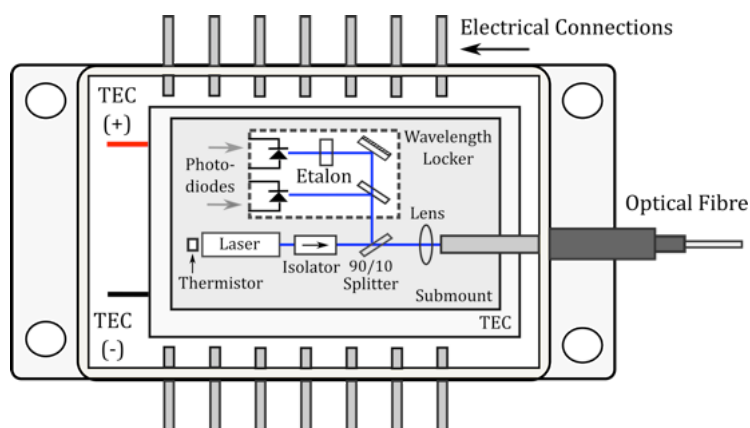 Electrical Connections
TEC
(+)
Wavelength
Locker
Photo-
diodes
Etalon
Optical Fibre
Lens
Laser
Isolator
90/10
Splitter
Thermistor
Submount
TEC
TEC
(-)